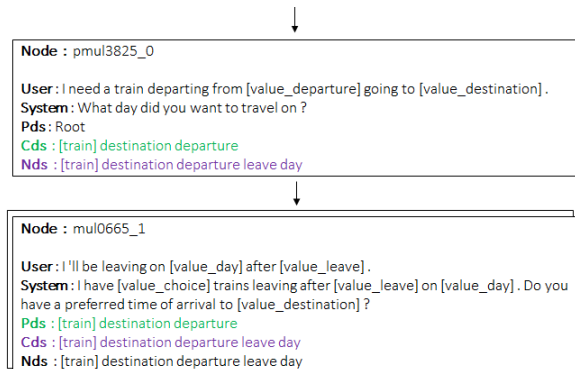 Node : pmul3825_0
User : I need a train departing from [value_departure] going to [value_destination] .
System : What day did you want to travel on ?
Pds : Root
Cds : [train] destination departure
Nds : [train] destination departure leave day
Node : mul0665_1
User : I 'll be leaving on [value_day] after [value_leave] .
System : I have [value_choice] trains leaving after [value_leave] on [value_day] . Do you
have a preferred time of arrival to [value_destination] ?
Pds : [train] destination departure
Cds : [train] destination departure leave day
Nds : [train] destination departure leave day